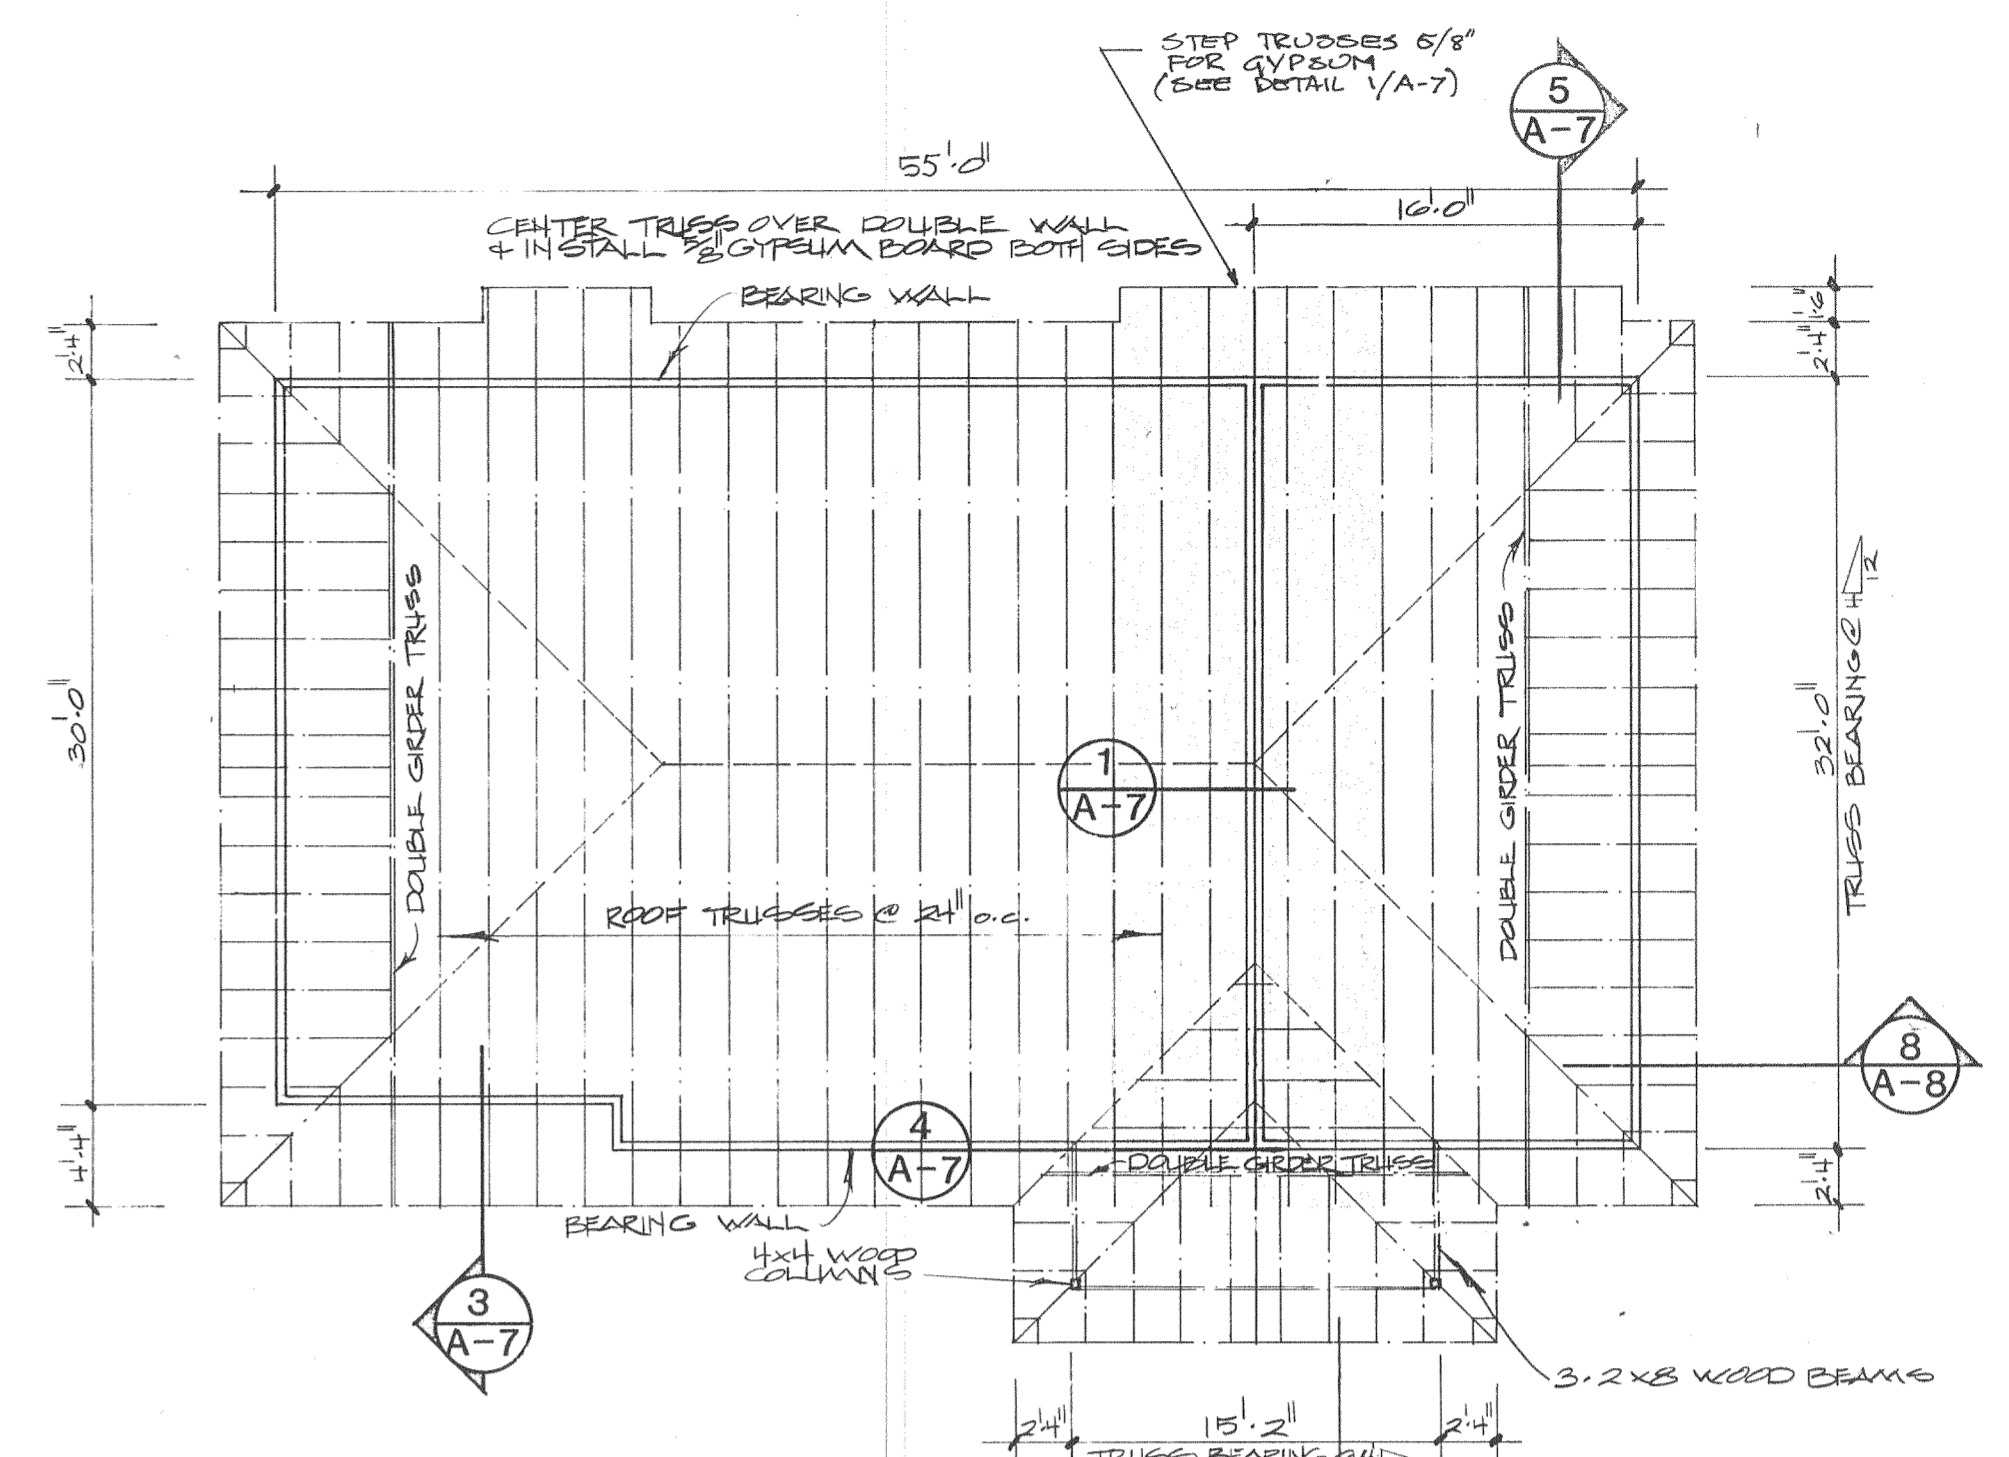 STEP TRUSSES 5/8"
FOR GYPSUM
(SEE DETAIL 1/A-7)
5
A-7
55'-0"
16'-0"
CENTER TRUSS OVER DOUBLE WALL
& INSTALL 5/8" GYPSUM BOARD BOTH SIDES
BEARING WALL
2'-4"
1'-6"
2'-4"
DOUBLE GIRDER TRUSS
DOUBLE GIRDER TRUSS
30'-0"
32'-0"
TRUSS BEARING @ 4
12
1
A-7
ROOF TRUSSES @ 24" o.c.
8
A-8
4'-4"
2'-4"
4
A-7
DOUBLE GIRDER TRUSS
BEARING WALL
4x4 WOOD
COLUMNS
3
A-7
3-2x8 WOOD BEAMS
2'-4"
15'-2"
2'-4"
TRUSS BEARING